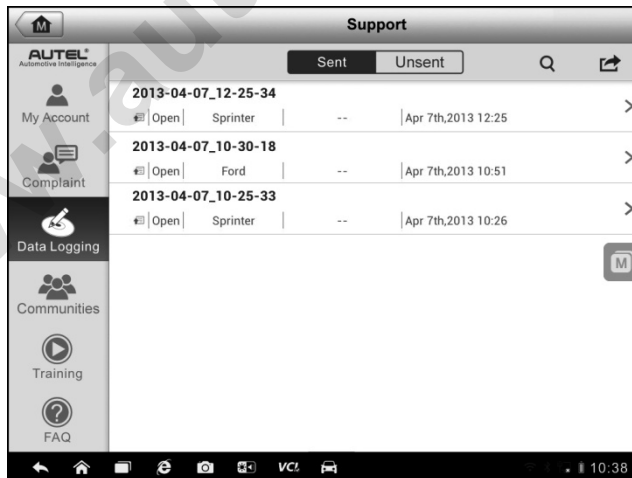 M
Support
AUTEL®
Automotive Intelligence
Sent Unsent
My Account
Complaint
Data Logging
Communities
Training
FAQ
2013-04-07_12-25-34
Open Sprinter -- Apr 7th,2013 12:25
2013-04-07_10-30-18
Open Ford -- Apr 7th,2013 10:51
2013-04-07_10-25-33
Open Sprinter -- Apr 7th,2013 10:26
M
VCI
10:38